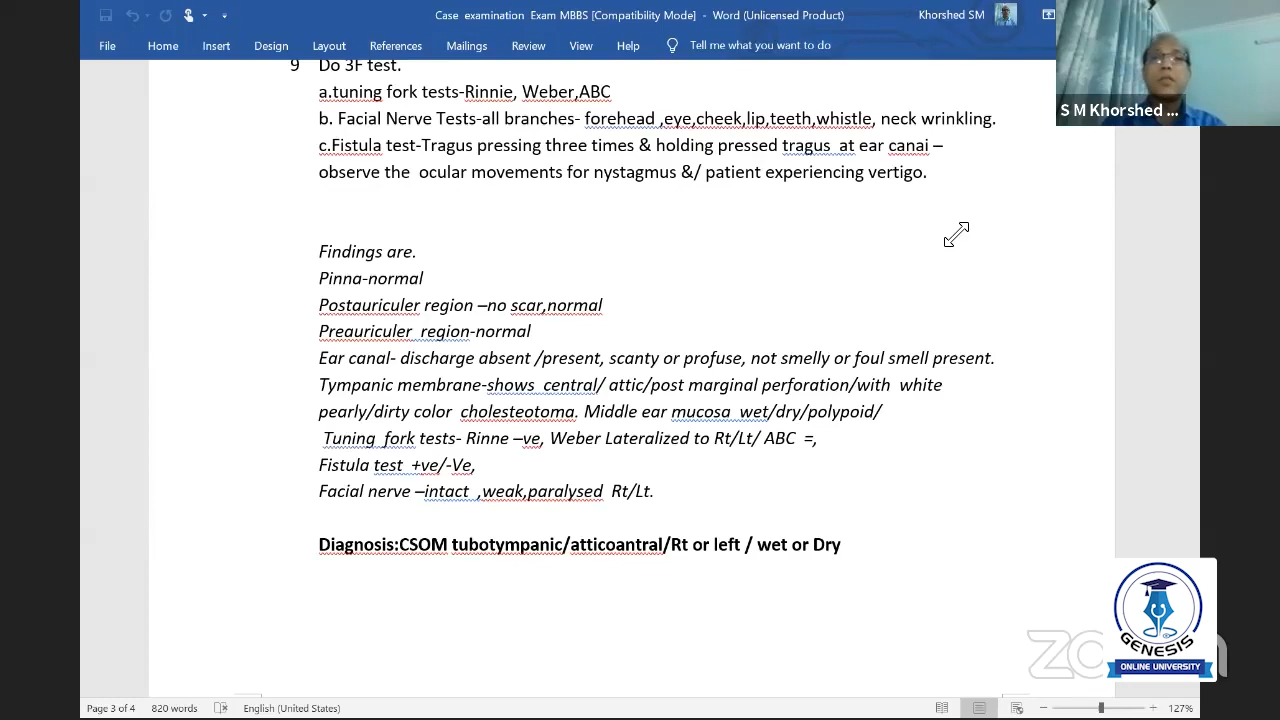 Case examination Exam MBBS [Compatibility Mode] - Word (Unlicensed Product)
Khorshed SM
File Home Insert Design Layout References Mailings Review View Help Tell me what you want to do
S M Khorshed ...
9 Do 3F test.
a.tuning fork tests-Rinnie, Weber,ABC
b. Facial Nerve Tests-all branches- forehead ,eye,cheek,lip,teeth,whistle, neck wrinkling.
c.Fistula test-Tragus pressing three times & holding pressed tragus at ear canai –
observe the ocular movements for nystagmus &/ patient experiencing vertigo.
Findings are.
Pinna-normal
Postauriculer region –no scar,normal
Preauriculer region-normal
Ear canal- discharge absent /present, scanty or profuse, not smelly or foul smell present.
Tympanic membrane-shows central/ attic/post marginal perforation/with white
pearly/dirty color cholesteotoma. Middle ear mucosa wet/dry/polypoid/
Tuning fork tests- Rinne –ve, Weber Lateralized to Rt/Lt/ ABC =,
Fistula test +ve/-Ve,
Facial nerve –intact ,weak,paralysed Rt/Lt.
Diagnosis:CSOM tubotympanic/atticoantral/Rt or left / wet or Dry
GENESIS
ONLINE UNIVERSITY
Page 3 of 4 820 words English (United States) 127%